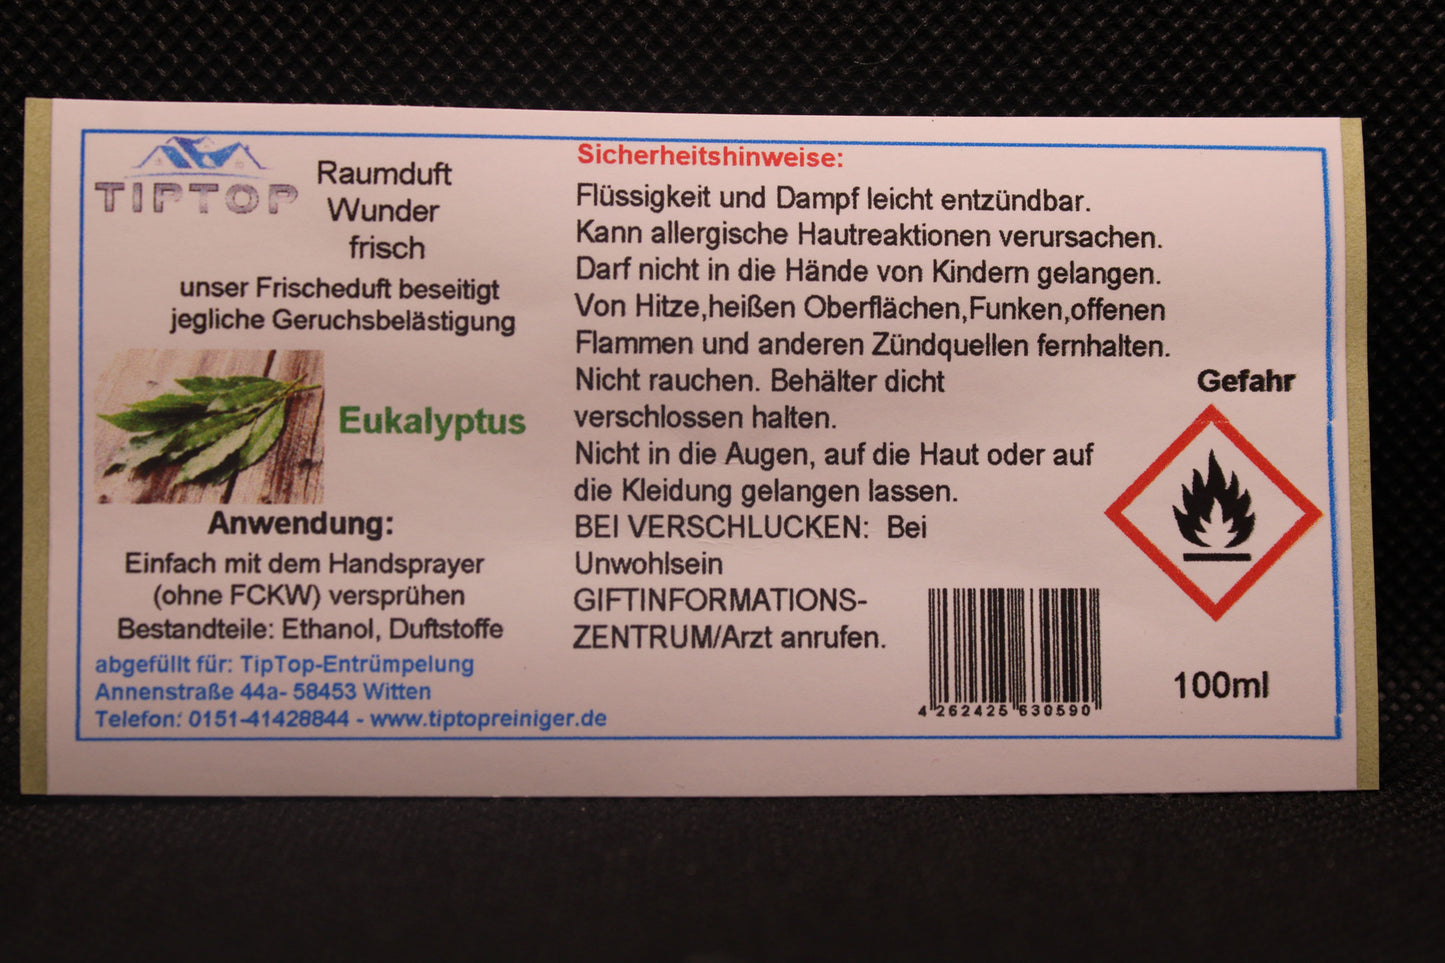 TIPTOP
Raumduft
Wunder
frisch
unser Frischeduft beseitigt
jegliche Geruchsbelästigung
Eukalyptus
Anwendung:
Einfach mit dem Handsprayer
(ohne FCKW) versprühen
Bestandteile: Ethanol, Duftstoffe
abgefüllt für: TipTop-Entrümpelung
Annenstraße 44a- 58453 Witten
Telefon: 0151-41428844 - www.tiptopreiniger.de
Sicherheitshinweise:
Flüssigkeit und Dampf leicht entzündbar.
Kann allergische Hautreaktionen verursachen.
Darf nicht in die Hände von Kindern gelangen.
Von Hitze,heißen Oberflächen,Funken,offenen
Flammen und anderen Zündquellen fernhalten.
Nicht rauchen. Behälter dicht
verschlossen halten.
Nicht in die Augen, auf die Haut oder auf
die Kleidung gelangen lassen.
BEI VERSCHLUCKEN: Bei
Unwohlsein
GIFTINFORMATIONS-
ZENTRUM/Arzt anrufen.
Gefahr
4 262425 630590
100ml